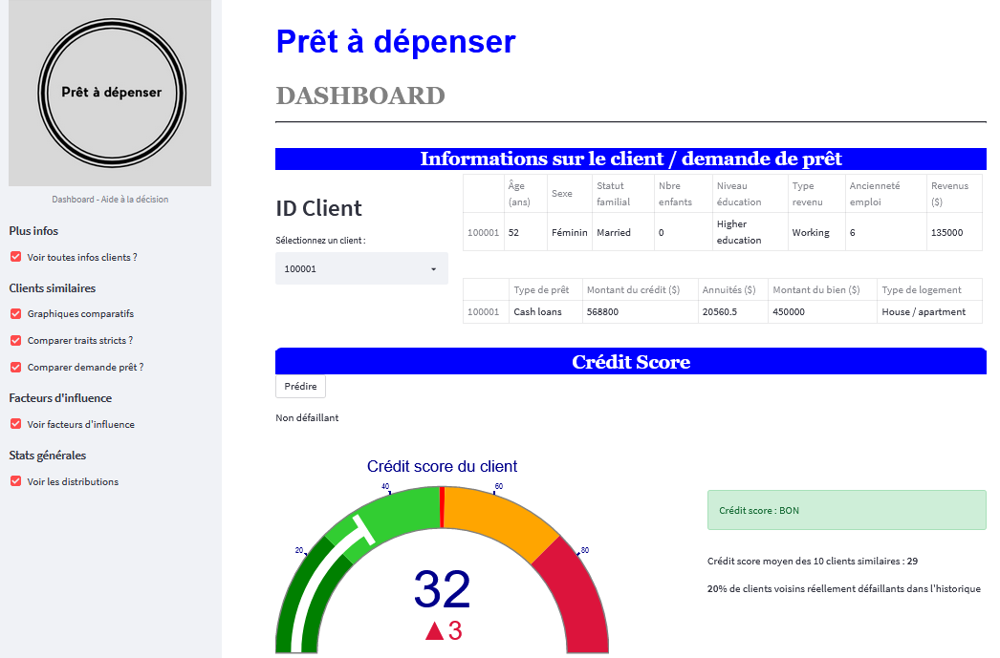 Prêt à dépenser
Dashboard - Aide à la décision
Plus infos
Voir toutes infos clients ?
Clients similaires
Graphiques comparatifs
Comparer traits stricts ?
Comparer demande prêt ?
Facteurs d'influence
Voir facteurs d'influence
Stats générales
Voir les distributions
Prêt à dépenser
DASHBOARD
Informations sur le client / demande de prêt
ID Client
Sélectionnez un client :
100001
Âge (ans) Sexe Statut familial Nbre enfants Niveau éducation Type revenu Ancienneté emploi Revenus ($)
100001 52 Féminin Married 0 Higher education Working 6 135000
Type de prêt Montant du crédit ($) Annuités ($) Montant du bien ($) Type de logement
100001 Cash loans 568800 20560.5 450000 House / apartment
Crédit Score
Prédire
Non défaillant
Crédit score du client
20
40
60
80
32
▲3
Crédit score : BON
Crédit score moyen des 10 clients similaires : 29
20% de clients voisins réellement défaillants dans l'historique